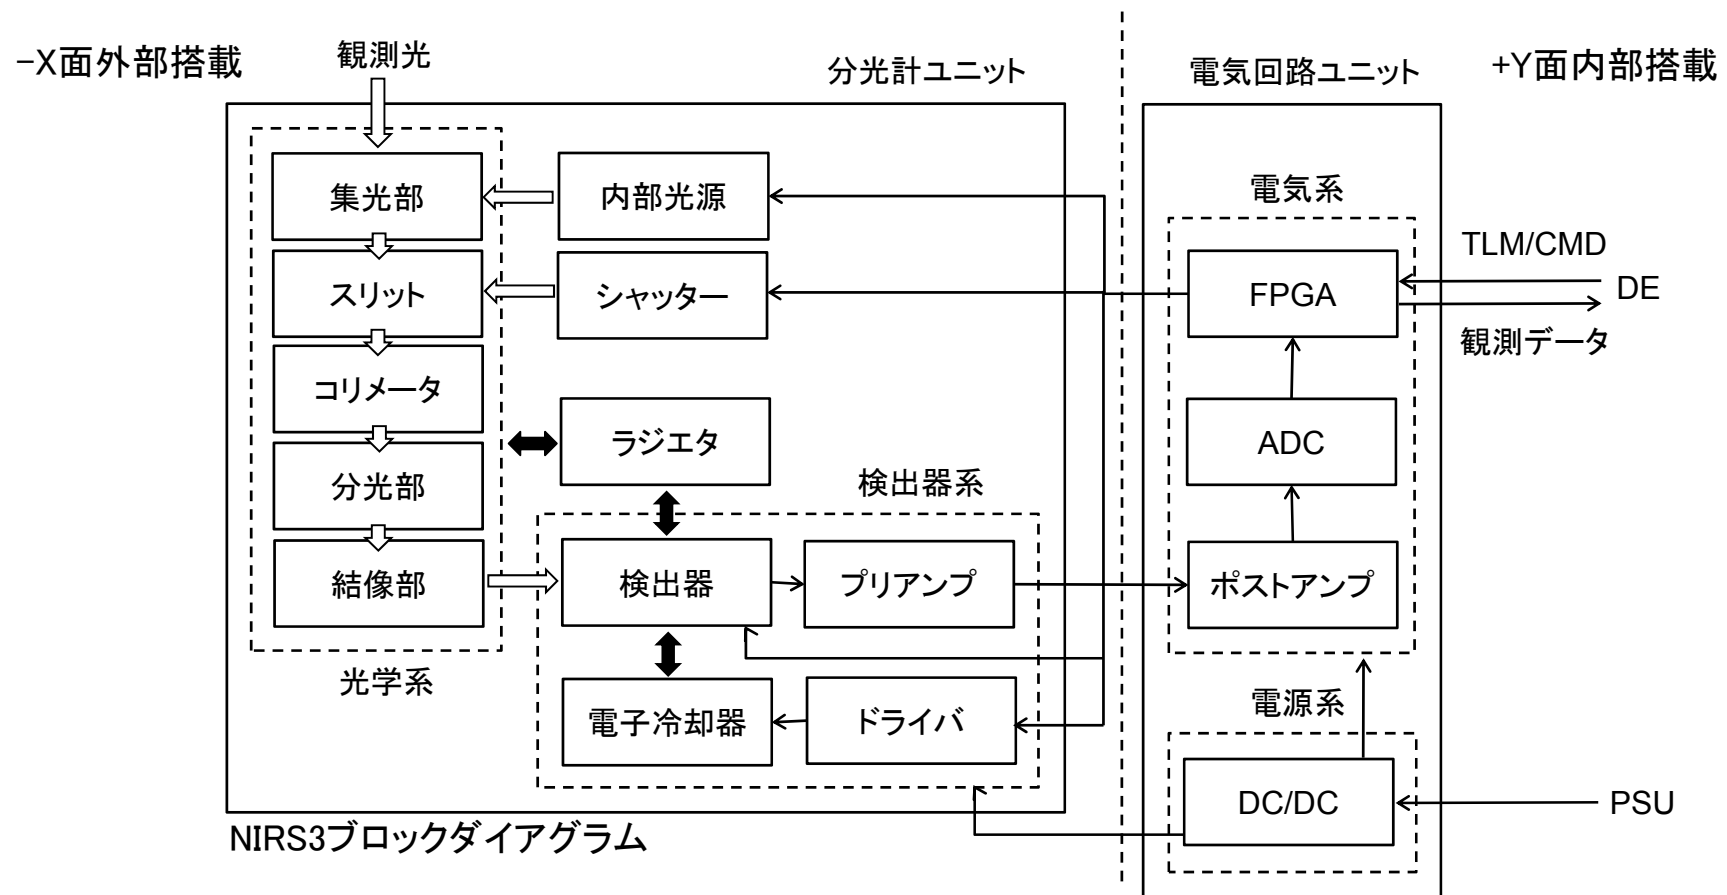 −X面外部搭載
観測光
分光計ユニット
電気回路ユニット
+Y面内部搭載
集光部
内部光源
電気系
スリット
シャッター
FPGA
TLM/CMD
DE
観測データ
コリメータ
ラジエタ
ADC
分光部
検出器系
結像部
検出器
プリアンプ
ポストアンプ
光学系
電子冷却器
ドライバ
電源系
DC/DC
PSU
NIRS3ブロックダイアグラム